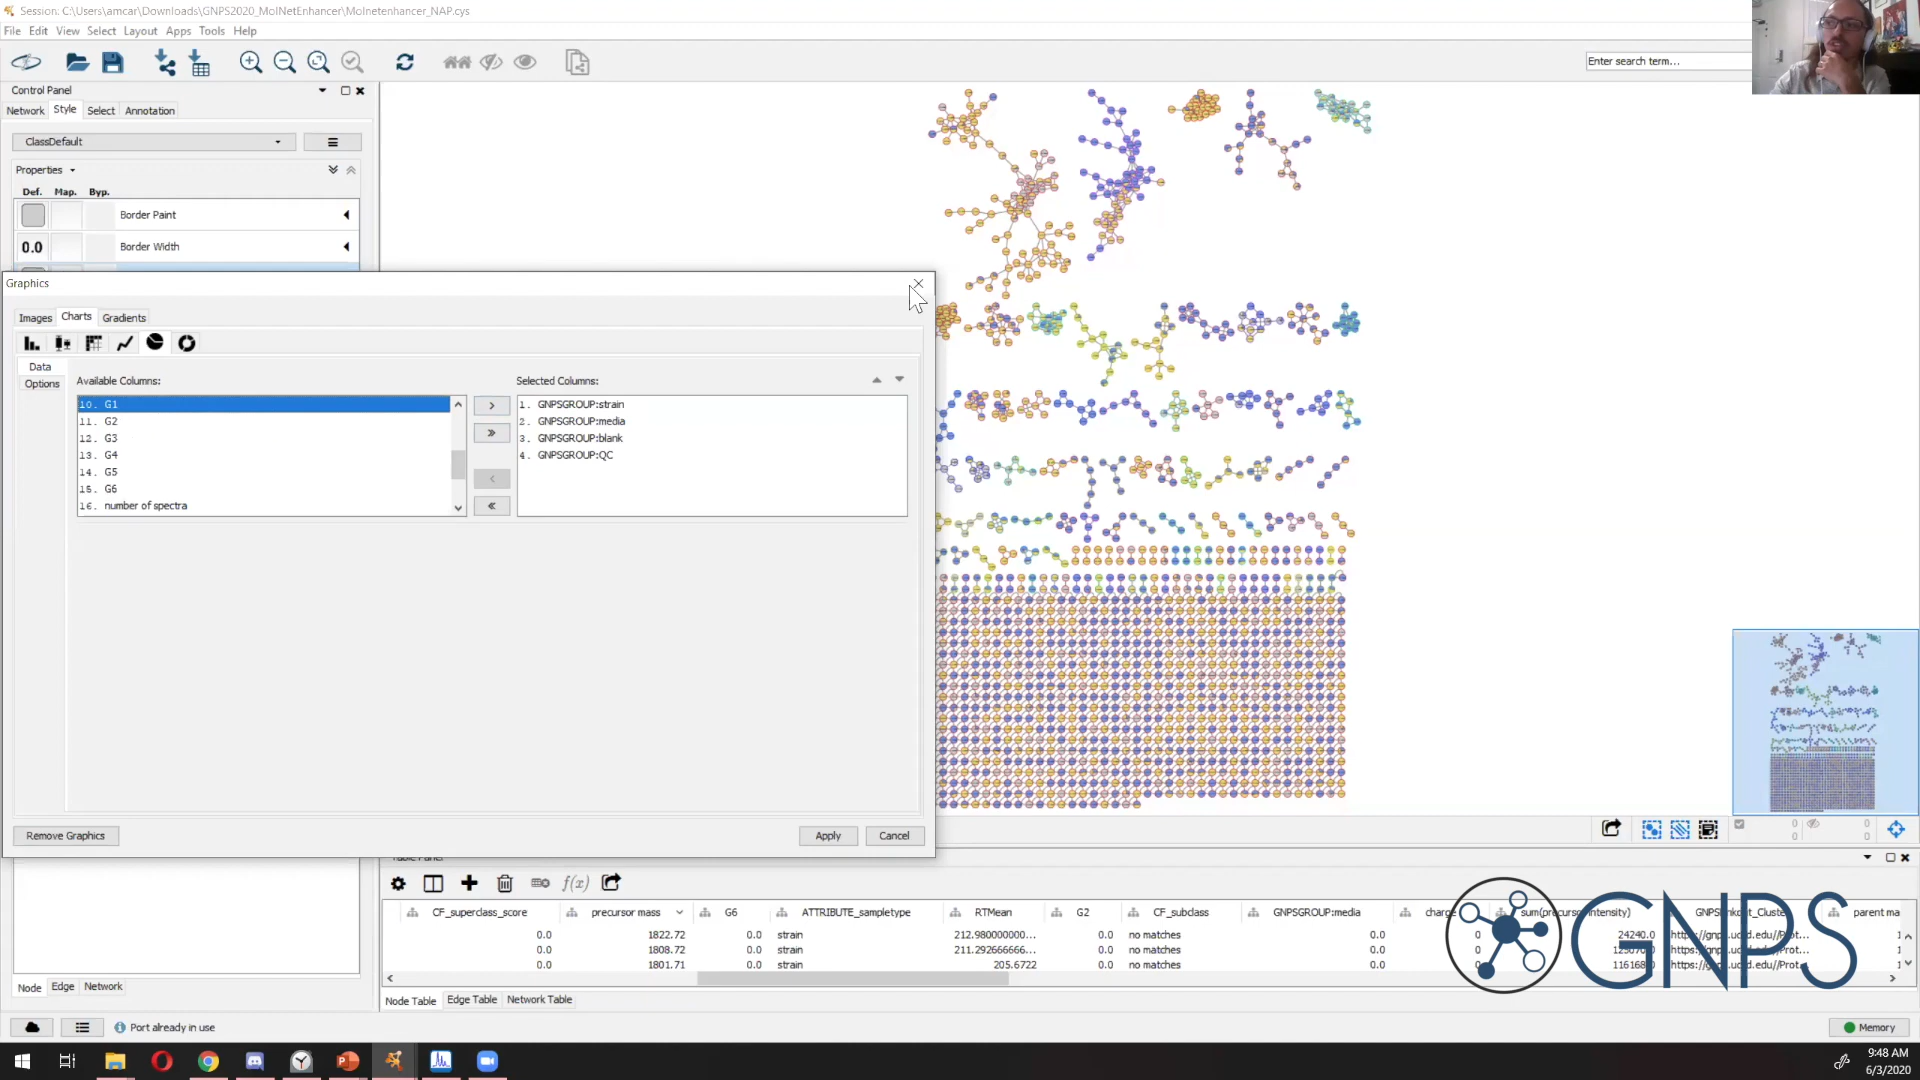 Session: C:\Users\amcar\Downloads\GNPS2020_MolNetEnhancer\Molnetenhancer_NAP.cys
File Edit View Select Layout Apps Tools Help
Enter search term...
Control Panel
Network Style Select Annotation
ClassDefault
Properties
Def. Map. Byp.
Border Paint
0.0 Border Width
Graphics
Images Charts Gradients
Data
Options
Available Columns:
Selected Columns:
10. G1
11. G2
12. G3
13. G4
14. G5
15. G6
16. number of spectra
>
»
<
«
1. GNPSGROUP:strain
2. GNPSGROUP:media
3. GNPSGROUP:blank
4. GNPSGROUP:QC
Remove Graphics Apply Cancel
0 0
0 0
f(x)
CF_superclass_score precursor mass G6 ATTRIBUTE_sampletype RTMean G2 CF_subclass GNPSGROUP:media
0.0 1822.72 0.0 strain 212.980000000... 0.0 no matches 0.0 24240.0
0.0 1808.72 0.0 strain 211.292666666... 0.0 no matches 0.0
0.0 1801.71 0.0 strain 205.6722 0.0 no matches 0.0
parent ma
GNPS
Node Edge Network
Node Table Edge Table Network Table
Port already in use
Memory
9:48 AM
6/3/2020